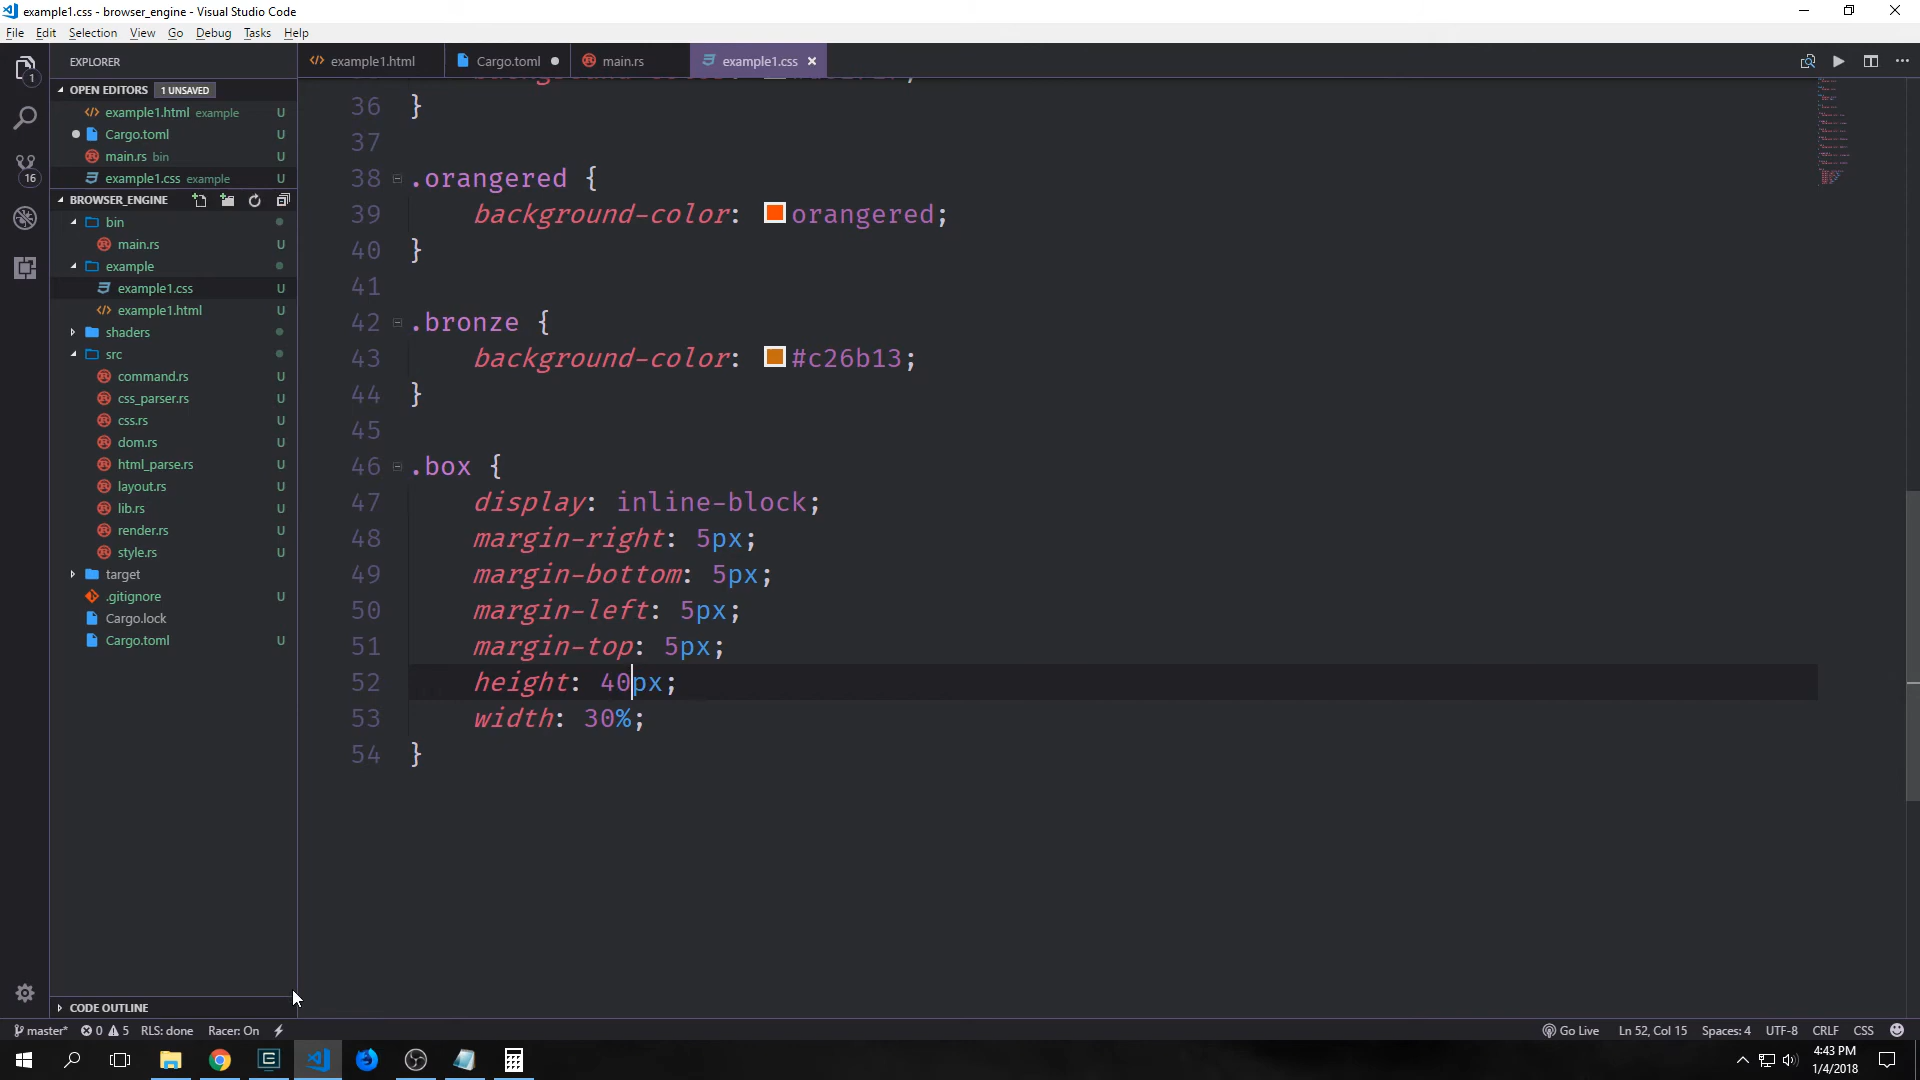 example1.css - browser_engine - Visual Studio Code
File Edit Selection View Go Debug Tasks Help
EXPLORER
OPEN EDITORS 1 UNSAVED
example1.html example U
Cargo.toml U
main.rs bin U
example1.css example U
BROWSER_ENGINE
bin
main.rs U
example
example1.css U
example1.html U
shaders
src
command.rs U
css_parser.rs U
css.rs U
dom.rs U
html_parse.rs U
layout.rs U
lib.rs U
render.rs U
style.rs U
target
.gitignore U
Cargo.lock
Cargo.toml U
CODE OUTLINE
1
16
example1.html Cargo.toml main.rs example1.css
36 }
37
38 .orangered {
39 background-color: orangered;
40 }
41
42 .bronze {
43 background-color: #c26b13;
44 }
45
46 .box {
47 display: inline-block;
48 margin-right: 5px;
49 margin-bottom: 5px;
50 margin-left: 5px;
51 margin-top: 5px;
52 height: 40px;
53 width: 30%;
54 }
master* 0 5 RLS: done Racer: On Go Live Ln 52, Col 15 Spaces: 4 UTF-8 CRLF CSS
4:43 PM
1/4/2018